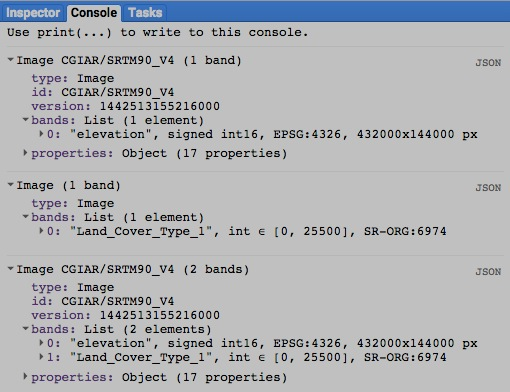 Inspector Console Tasks
Use print(...) to write to this console.
Image CGIAR/SRTM90_V4 (1 band) JSON
type: Image
id: CGIAR/SRTM90_V4
version: 1442513155216000
bands: List (1 element)
0: "elevation", signed int16, EPSG:4326, 432000x144000 px
properties: Object (17 properties)
Image (1 band) JSON
bands: List (1 element)
0: "Land_Cover_Type_1", int ∈ [0, 25500], SR-ORG:6974
Image CGIAR/SRTM90_V4 (2 bands) JSON
type: Image
id: CGIAR/SRTM90_V4
version: 1442513155216000
bands: List (2 elements)
0: "elevation", signed int16, EPSG:4326, 432000x144000 px
1: "Land_Cover_Type_1", int ∈ [0, 25500], SR-ORG:6974
properties: Object (17 properties)